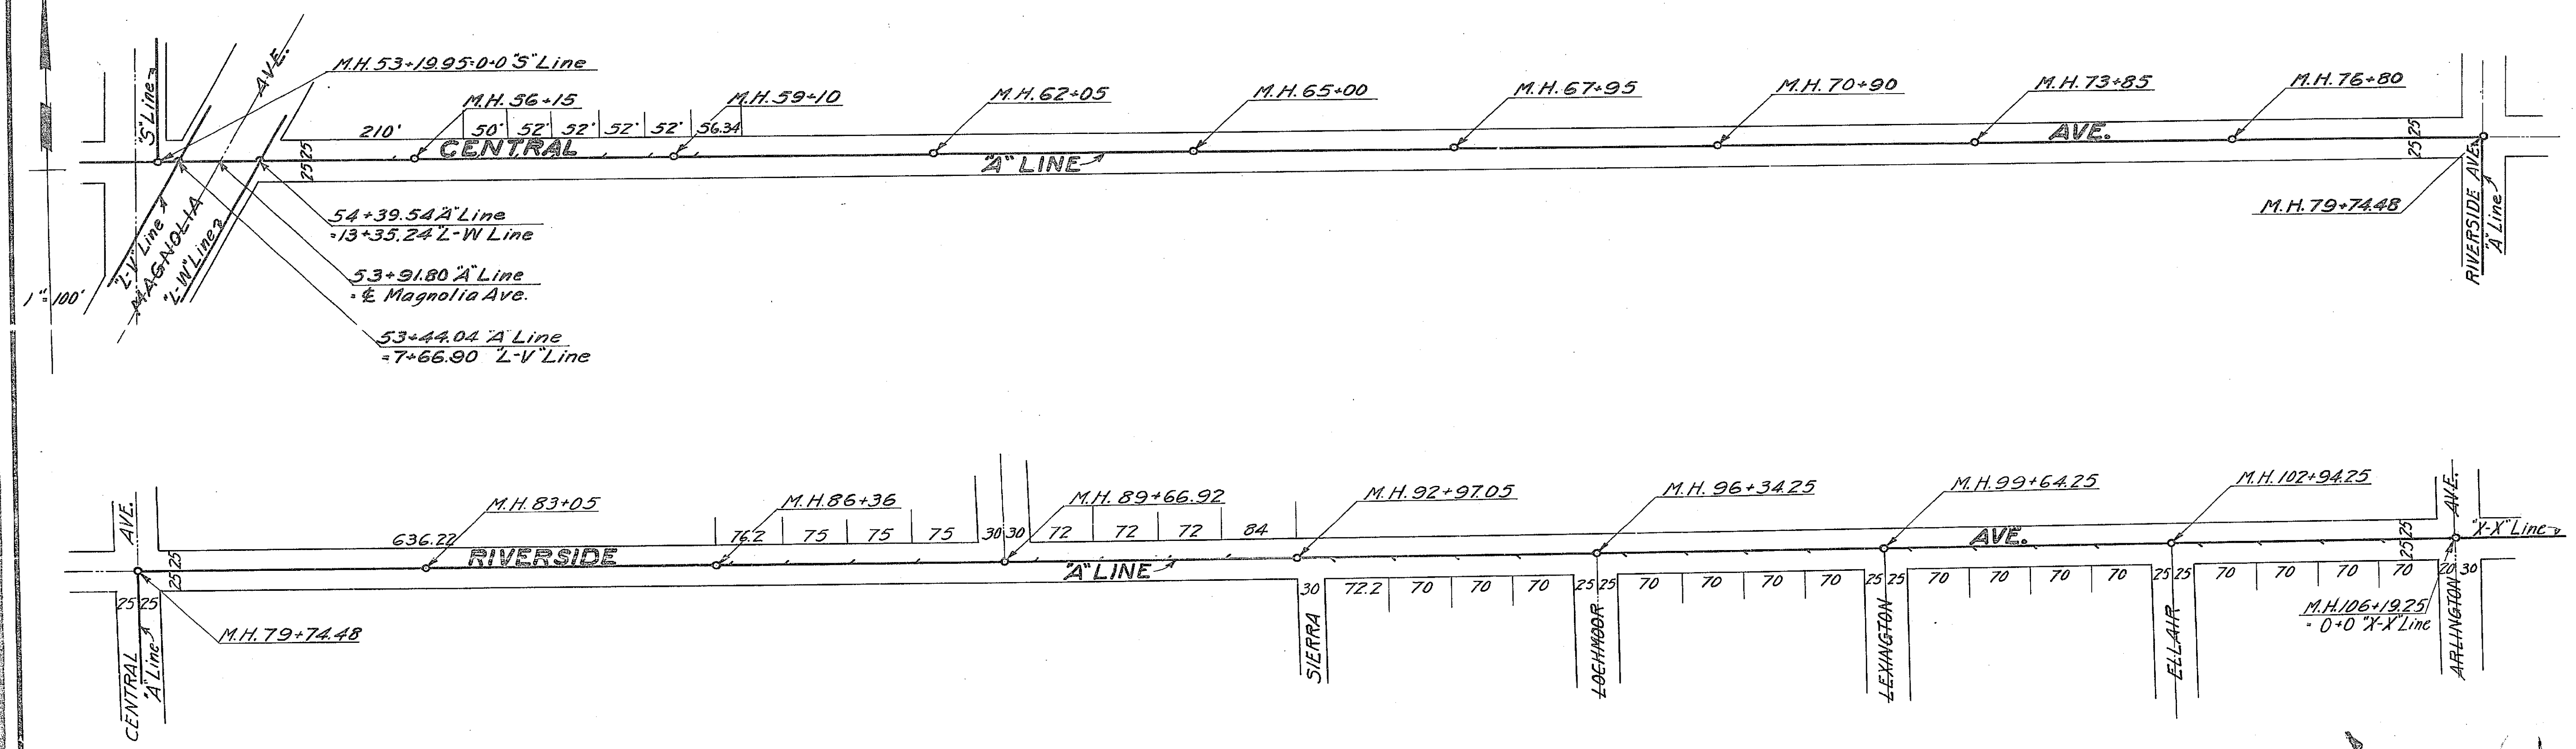 M.H. 53+19.95=0+0 "S" Line
"S" Line
AVE.
M.H. 56+15
M.H. 59+10
M.H. 62+05
M.H. 65+00
M.H. 67+95
M.H. 70+90
M.H. 73+85
M.H. 76+80
210' 50' 52' 52' 52' 52' 56.34
25 25
CENTRAL
"A" LINE
AVE.
25 25
RIVERSIDE AVE.
"A" Line
M.H. 79+74.48
"L-V" Line
MAGNOLIA
"L-W" Line
1"=100'
54+39.54 "A" Line
=13+35.24 "L-W Line
53+91.80 "A" Line
= ℄ Magnolia Ave.
53+44.04 "A" Line
=7+66.90 "L-V" Line
AVE.
M.H. 83+05
M.H. 86+36
M.H. 89+66.92
M.H. 92+97.05
M.H. 96+34.25
M.H. 99+64.25
M.H. 102+94.25
AVE.
"X-X" Line
636.22 76.2 75 75 75 30 30 72 72 72 84
25 25
RIVERSIDE
"A" LINE
AVE.
25 25
25 25
30 72.2 70 70 70 25 25 70 70 70 70 25 25 70 70 70 70 25 25 70 70 70 70 20 30
M.H. 79+74.48
CENTRAL
"A" Line
SIERRA
LOCHMOOR
LEXINGTON
ELLAIR
ARLINGTON
M.H. 106+19.25
= 0+0 "X-X" Line